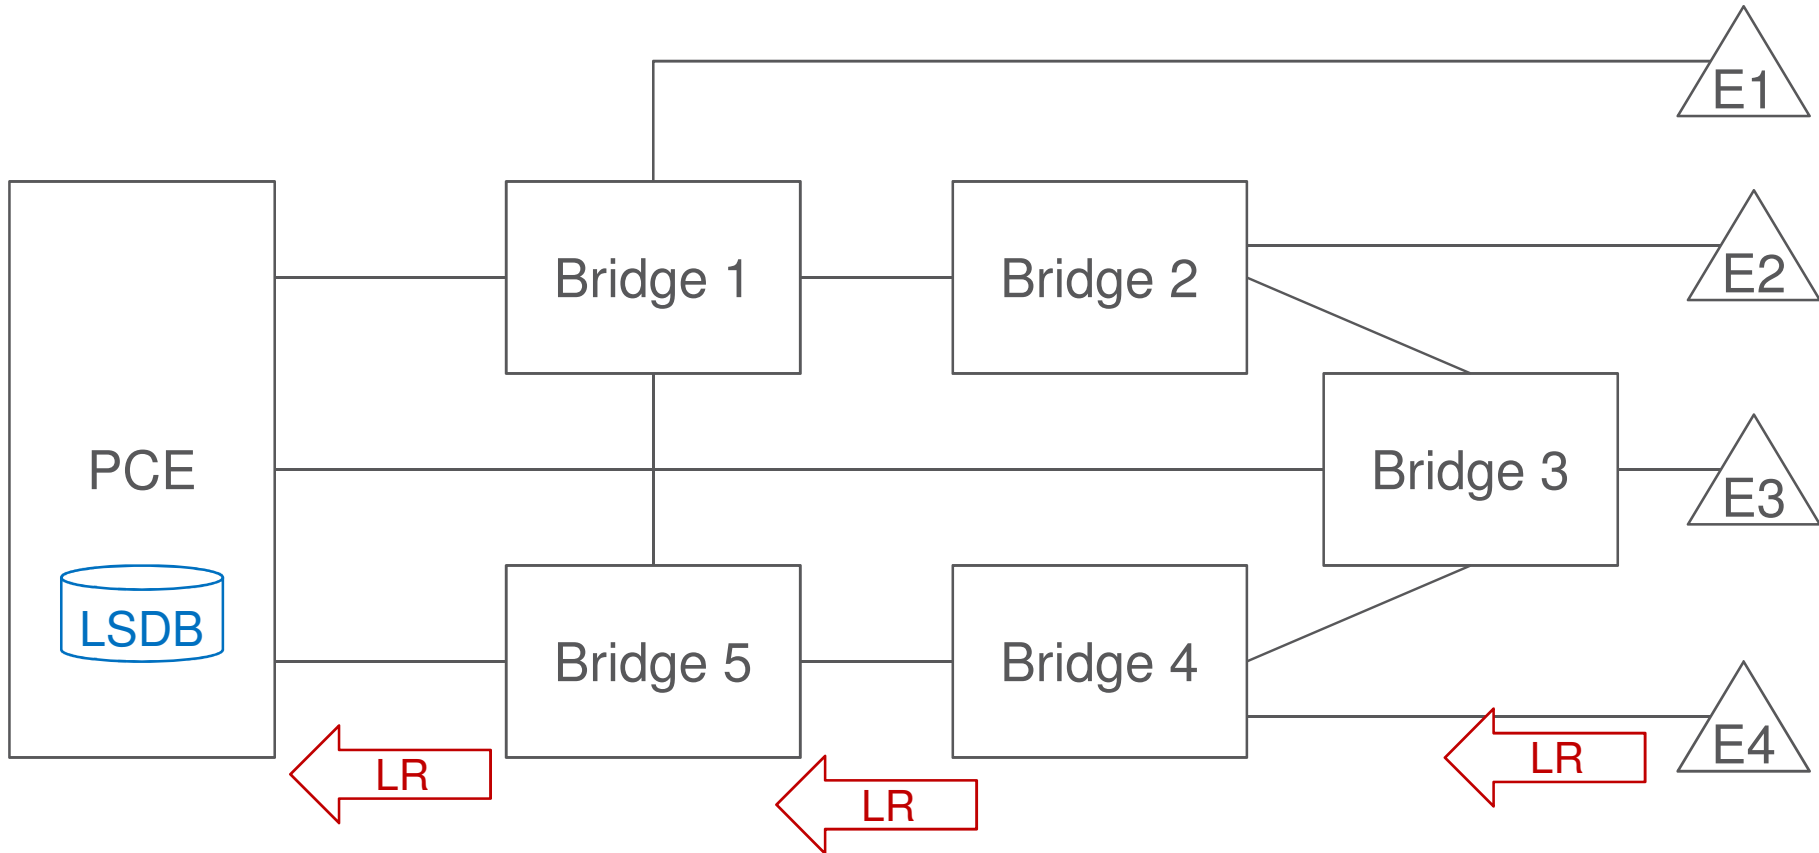 E1
Bridge 1
Bridge 2
E2
PCE
Bridge 3
E3
LSDB
Bridge 5
Bridge 4
E4
LR
LR
LR